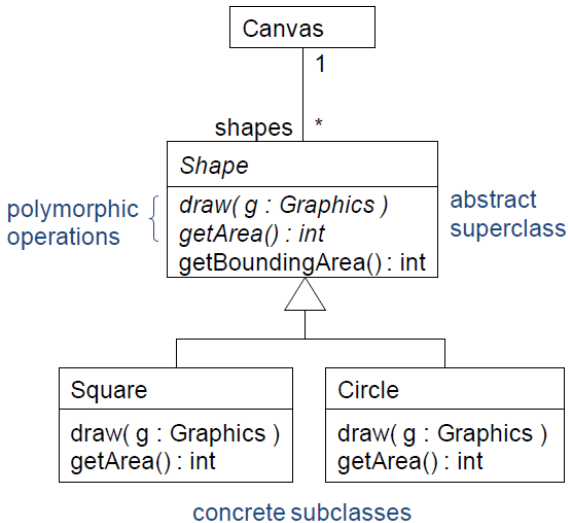 Canvas
1
shapes *
Shape
polymorphic
operations
{
draw( g : Graphics )
getArea() : int
getBoundingArea() : int
abstract
superclass
Square
draw( g : Graphics )
getArea() : int
Circle
draw( g : Graphics )
getArea() : int
concrete subclasses